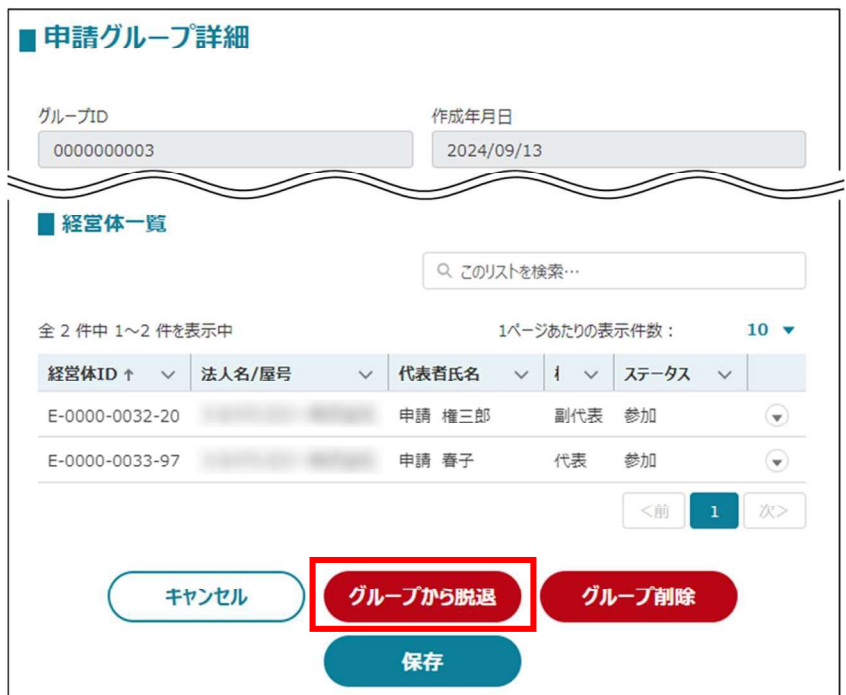 申請グループ詳細
グループID 作成年月日
0000000003 2024/09/13
経営体一覧
このリストを検索…
全 2 件中 1～2 件を表示中 1ページあたりの表示件数： 10
経営体ID↑ 法人名/屋号 代表者氏名 ステータス
E-0000-0032-20 申請 権三郎 副代表 参加
E-0000-0033-97 申請 春子 代表 参加
<前 1 次>
キャンセル グループから脱退 グループ削除
保存